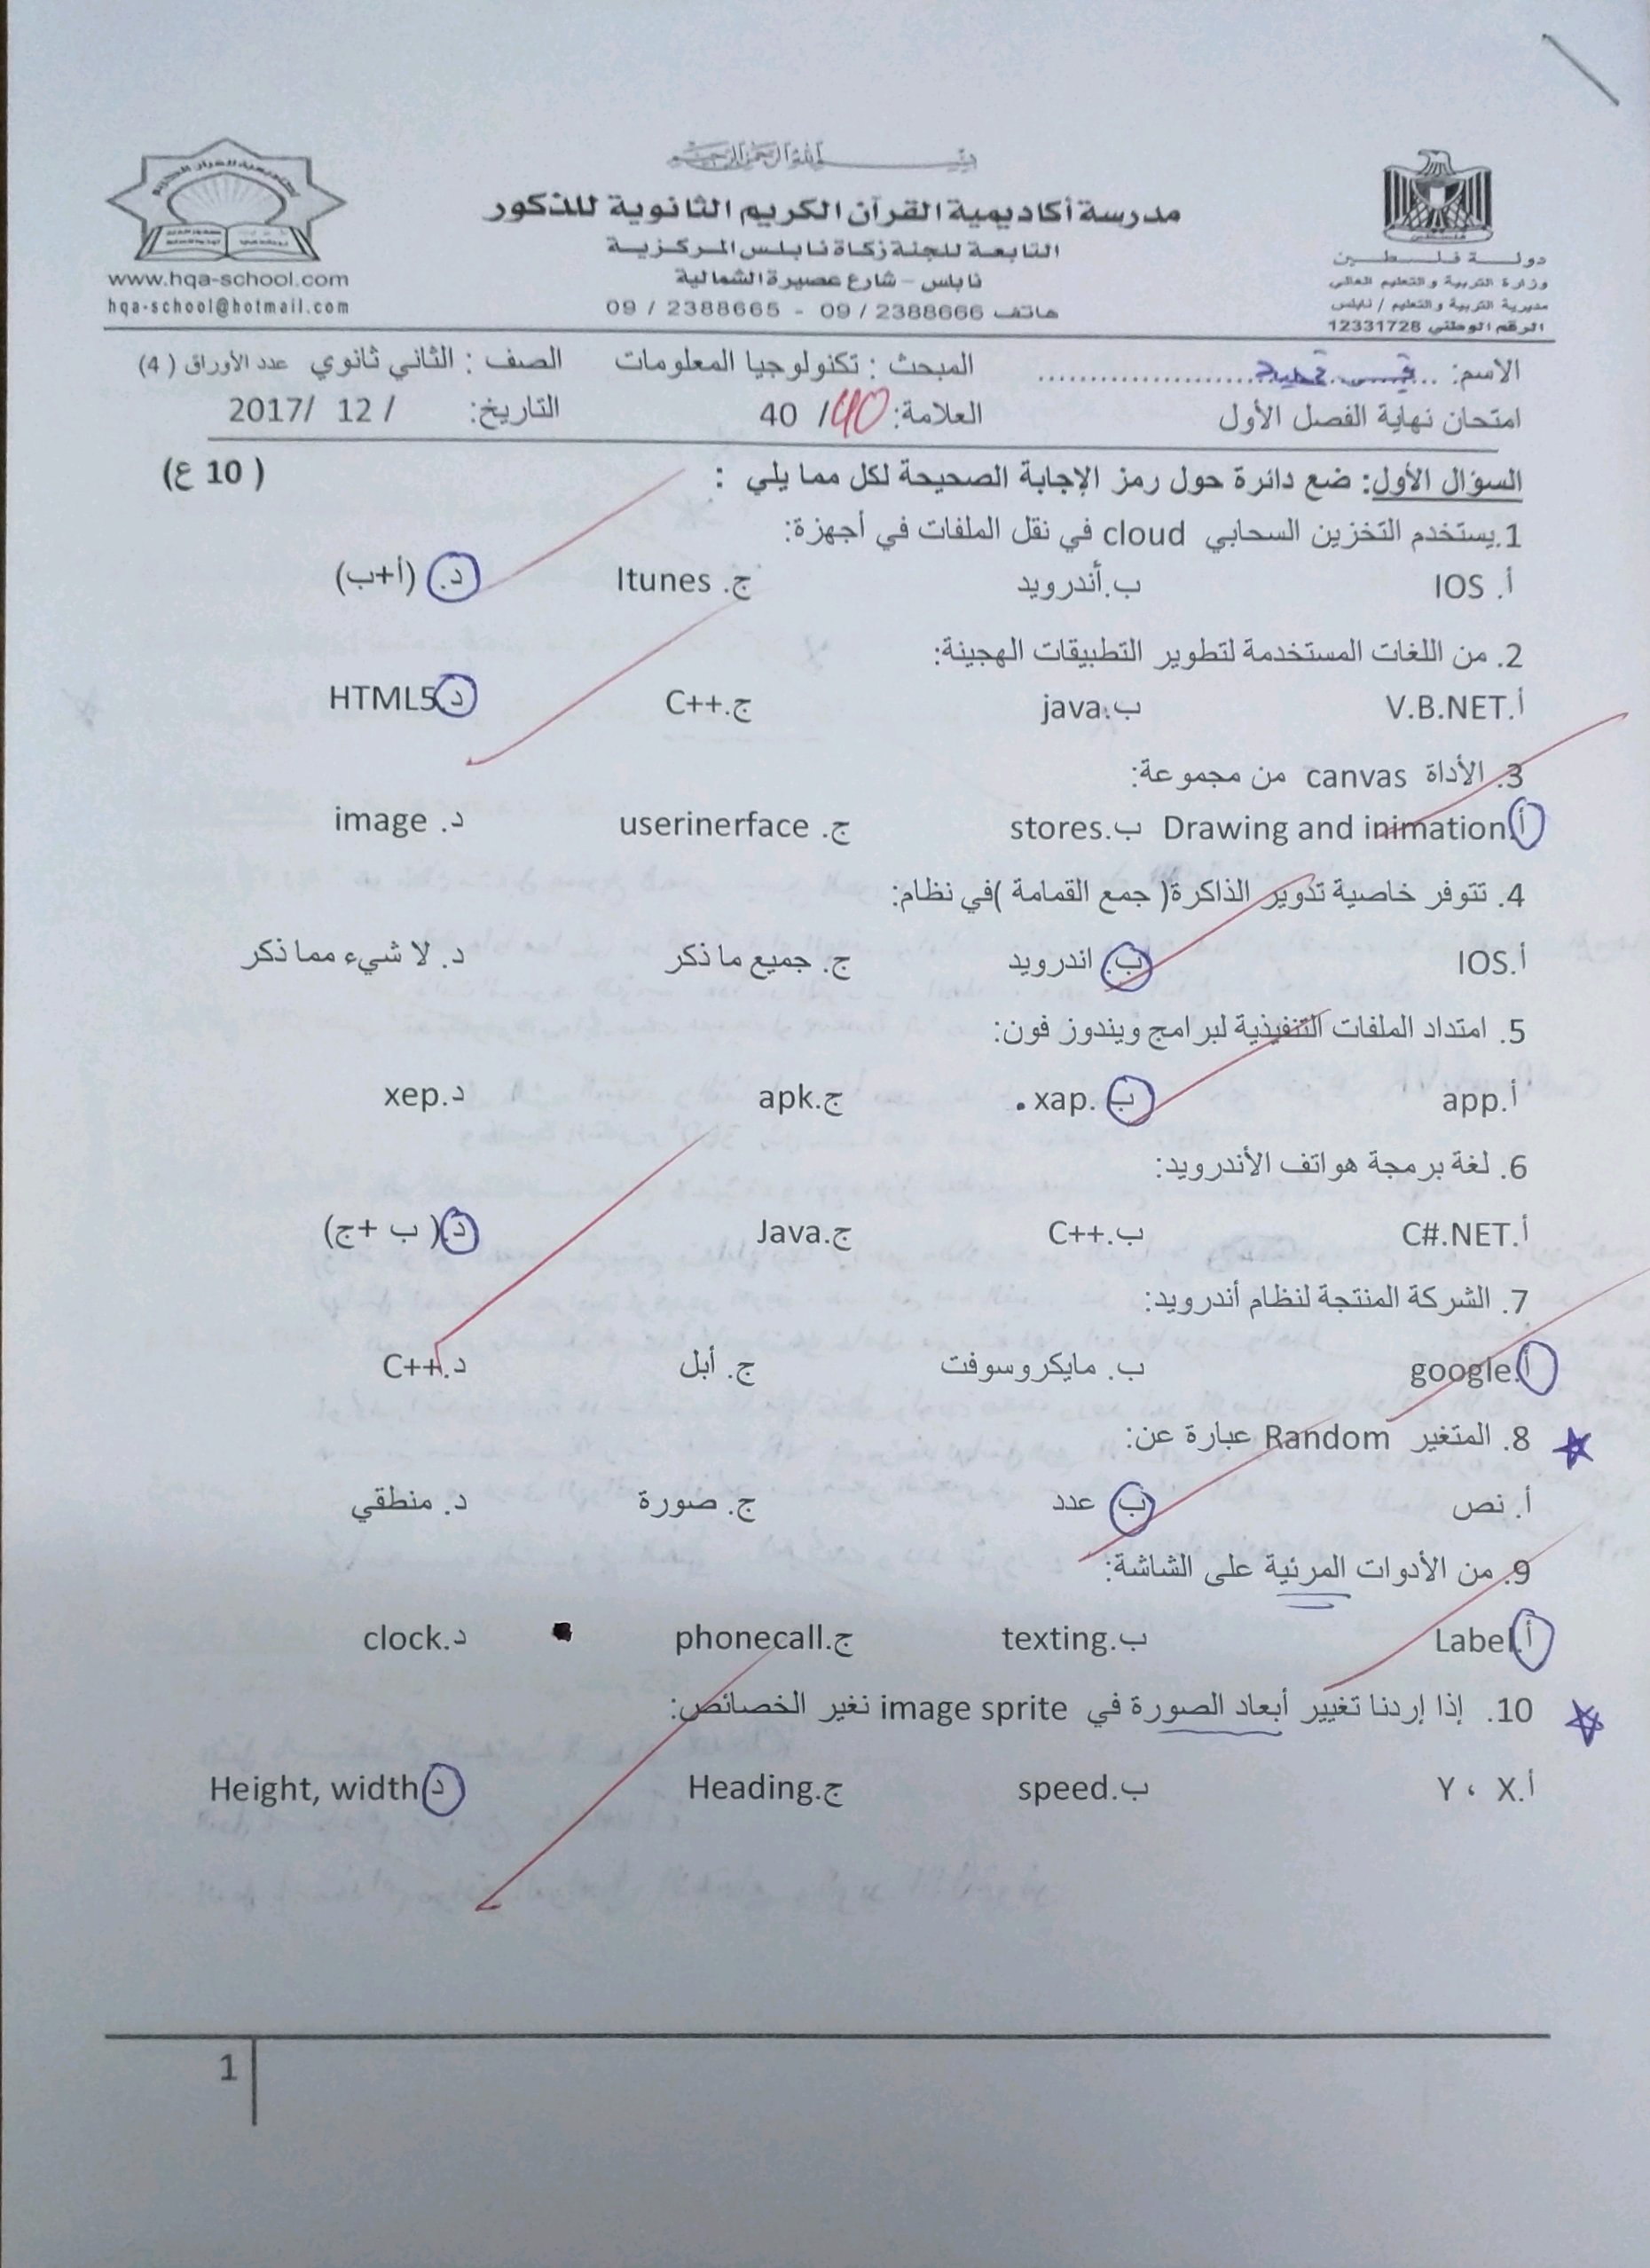 بسم الله الرحمن الرحيم
مدرسة أكاديمية القرآن الكريم الثانوية للذكور
التابعة للجنة زكاة نابلس المركزية
نابلس - شارع عصيرة الشمالية
هاتف 2388666 / 09 - 2388665 / 09
دولة فلسطين
وزارة التربية والتعليم العالي
مديرية التربية والتعليم / نابلس
الرقم الوطني 12331728
www.hqa-school.com
hqa-school@hotmail.com
الاسم: المبحث : تكنولوجيا المعلومات الصف : الثاني ثانوي عدد الأوراق ( 4)
امتحان نهاية الفصل الأول العلامة: 40/ 40 التاريخ: / 12 /2017
السؤال الأول: ضع دائرة حول رمز الإجابة الصحيحة لكل مما يلي : ( 10 ع)
1.يستخدم التخزين السحابي cloud في نقل الملفات في أجهزة:
أ. IOS ب.أندرويد ج. Itunes د. (أ+ب)
2. من اللغات المستخدمة لتطوير التطبيقات الهجينة:
أ.V.B.NET ب.java ج.C++ د.HTML5
3. الأداة canvas من مجموعة:
أ.Drawing and inimation ب.stores ج. userinerface د. image
4. تتوفر خاصية تدوير الذاكرة( جمع القمامة )في نظام:
أ.IOS ب. اندرويد ج. جميع ما ذكر د. لا شيء مما ذكر
5. امتداد الملفات التنفيذية لبرامج ويندوز فون:
أ.app ب. xap. ج.apk د.xep
6. لغة برمجة هواتف الأندرويد:
أ.C#.NET ب.C++ ج.Java د.( ب +ج)
7. الشركة المنتجة لنظام أندرويد:
أ.google ب. مايكروسوفت ج. أبل د.C++
8. المتغير Random عبارة عن:
أ. نص ب. عدد ج. صورة د. منطقي
9. من الأدوات المرئية على الشاشة:
أ.Label ب.texting ج.phonecall د.clock
10. إذا إردنا تغيير أبعاد الصورة في image sprite نغير الخصائص:
أ.X ، Y ب.speed ج.Heading د.Height, width
1